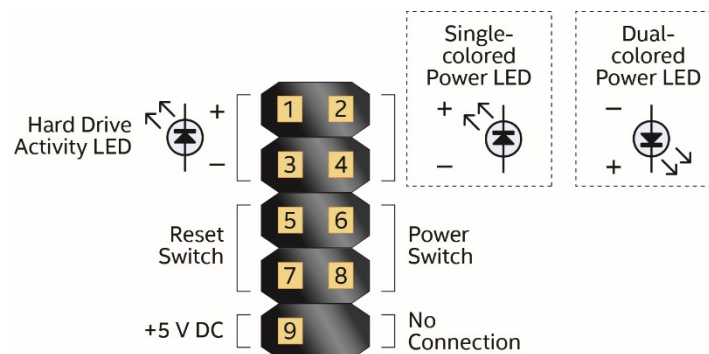 Single-
colored
Power LED
+
−
Dual-
colored
Power LED
−
+
Hard Drive
Activity LED
+
−
1 2
3 4
Reset
Switch
5 6
7 8
Power
Switch
+5 V DC
9
No
Connection